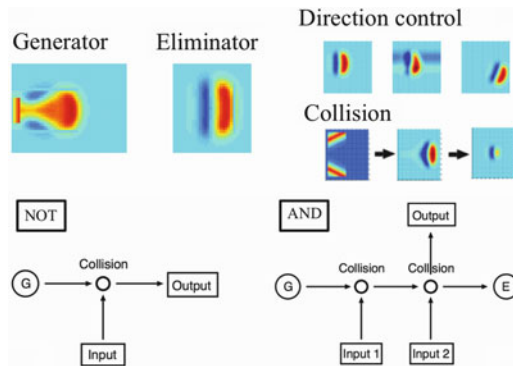 Generator
Eliminator
Direction control
Collision
NOT
Collision
G
Output
Input
AND
Output
Collision
Collision
G
E
Input 1
Input 2